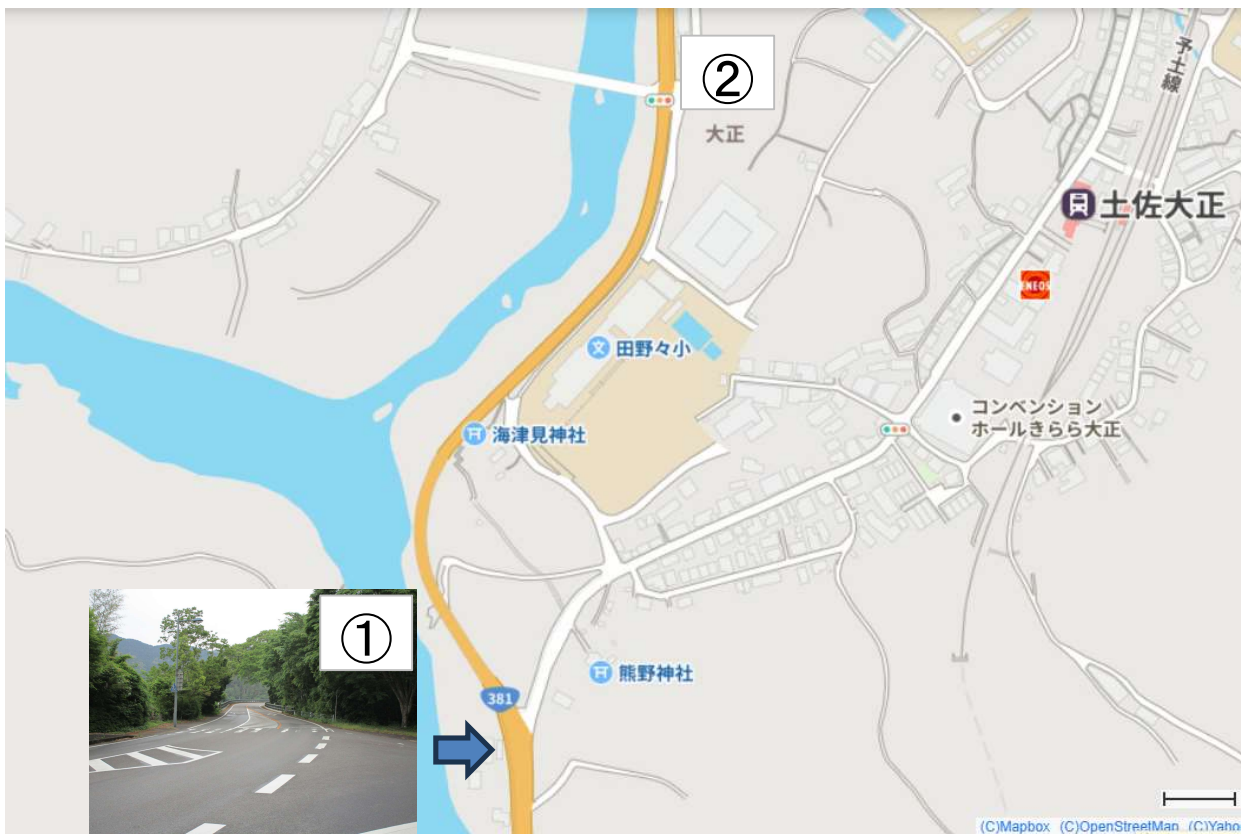 ②
大正
予土線
土佐大正
ENEOS
田野々小
コンベンション
ホールきらら大正
海津見神社
①
熊野神社
381
(C)Mapbox (C)OpenStreetMap (C)Yaho